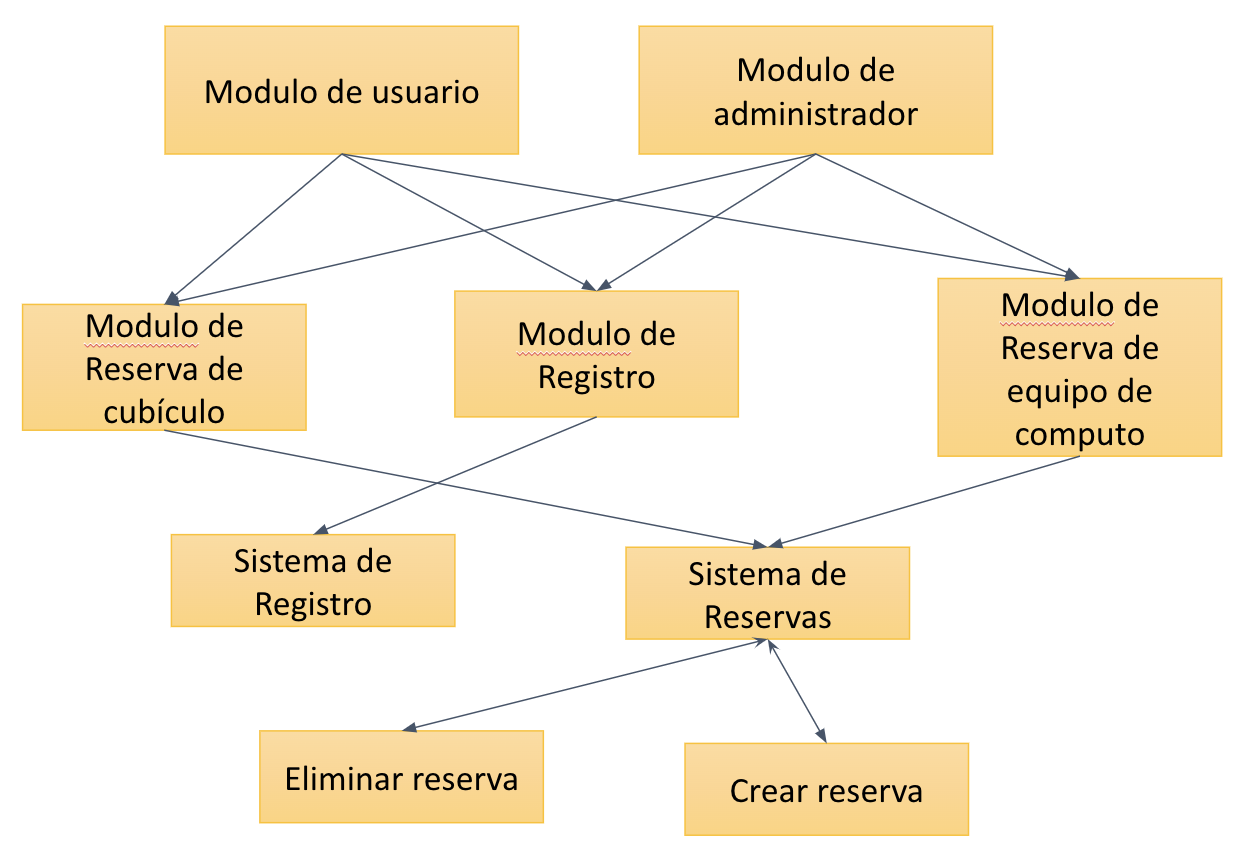 Modulo de usuario
Modulo de
administrador
Modulo de
Reserva de
cubículo
Modulo de
Registro
Modulo de
Reserva de
equipo de
computo
Sistema de
Registro
Sistema de
Reservas
Eliminar reserva
Crear reserva